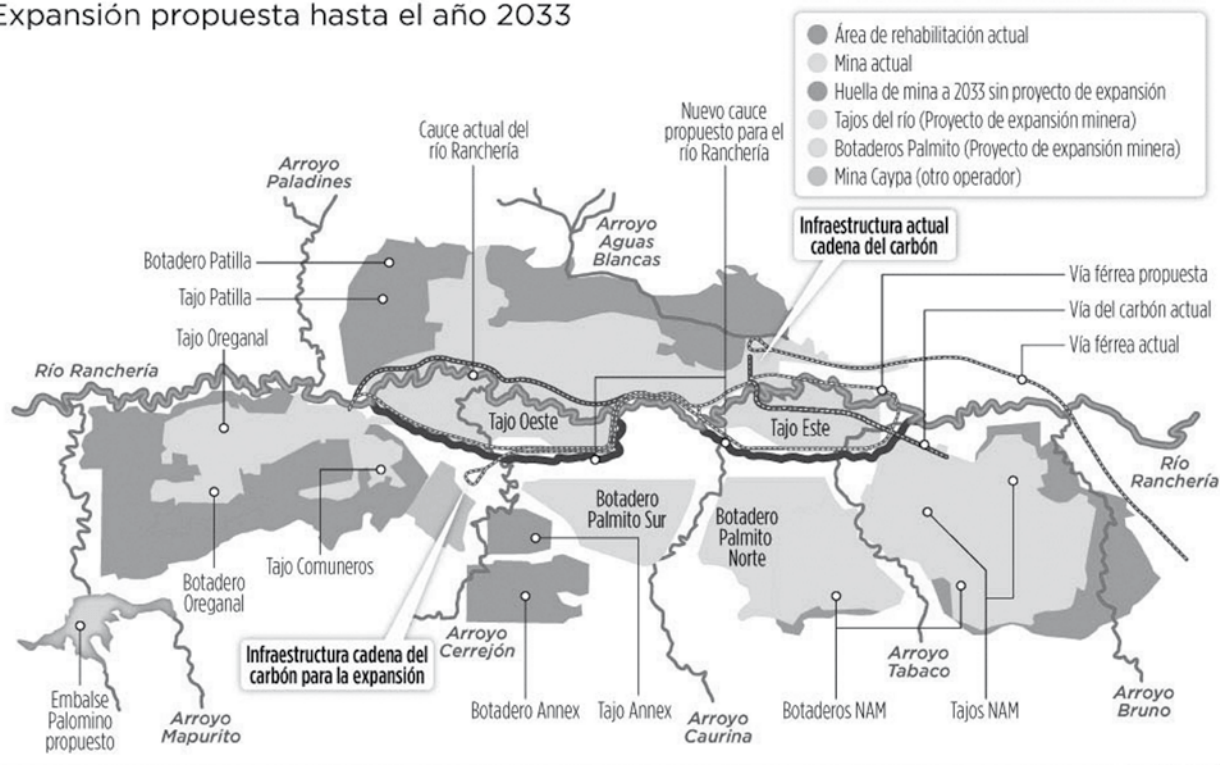 Expansión propuesta hasta el año 2033
Área de rehabilitación actual
Mina actual
Huella de mina a 2033 sin proyecto de expansión
Tajos del río (Proyecto de expansión minera)
Botaderos Palmito (Proyecto de expansión minera)
Mina Caypa (otro operador)
Cauce actual del
río Ranchería
Nuevo cauce
propuesto para el
río Ranchería
Arroyo
Paladines
Arroyo
Aguas
Blancas
Infraestructura actual
cadena del carbón
Botadero Patilla
Tajo Patilla
Tajo Oreganal
Río Ranchería
Vía férrea propuesta
Vía del carbón actual
Vía férrea actual
Tajo Oeste
Tajo Este
Río
Ranchería
Botadero
Palmito Sur
Botadero
Palmito
Norte
Tajo Comuneros
Botadero
Oreganal
Infraestructura cadena del
carbón para la expansión
Arroyo
Cerrejón
Arroyo
Tabaco
Embalse
Palomino
propuesto
Arroyo
Mapurito
Botadero Annex
Tajo Annex
Arroyo
Caurina
Botaderos NAM
Tajos NAM
Arroyo
Bruno